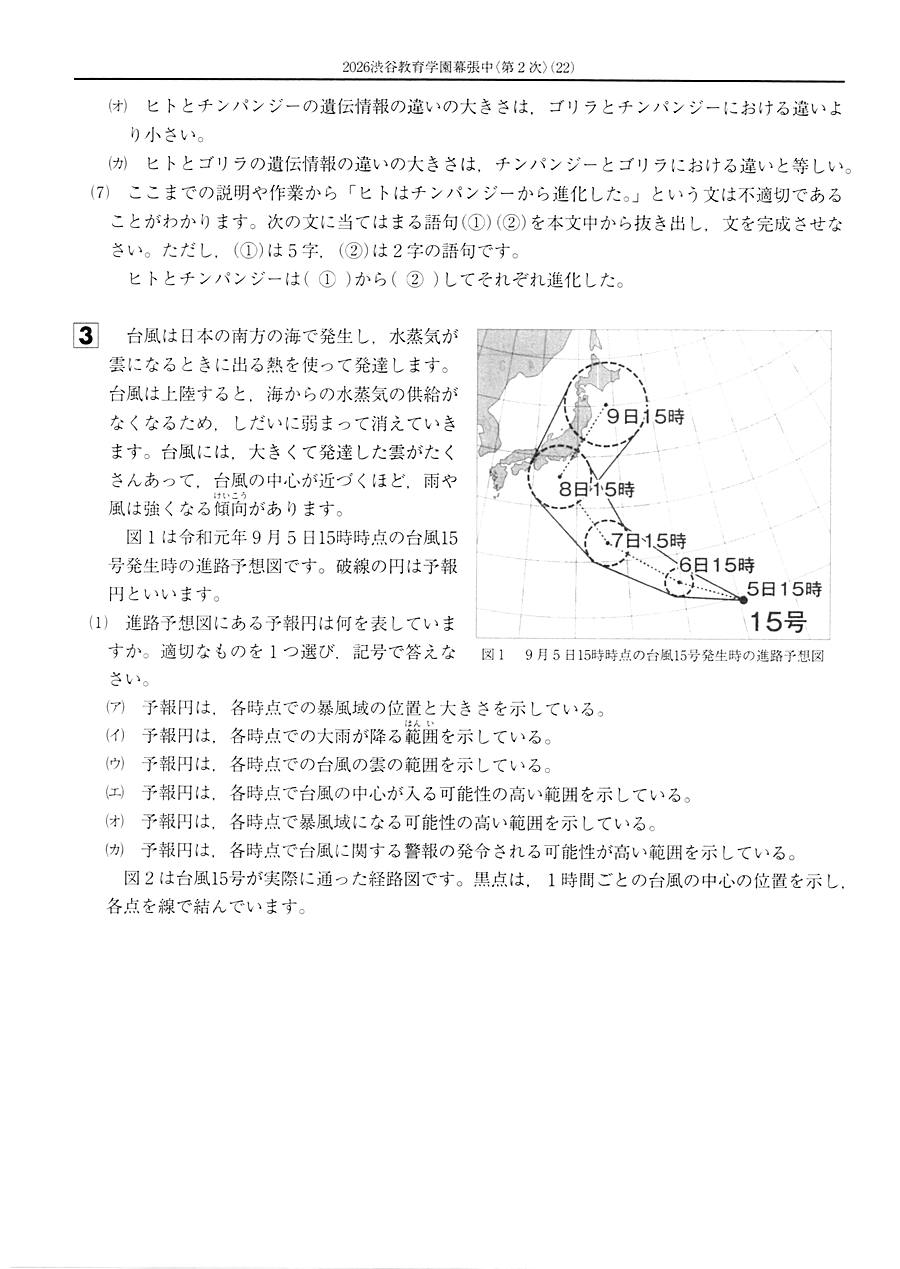 2026渋谷教育学園幕張中〈第2次〉(22)
(オ) ヒトとチンパンジーの遺伝情報の違いの大きさは，ゴリラとチンパンジーにおける違いよ
り小さい。
(カ) ヒトとゴリラの遺伝情報の違いの大きさは，チンパンジーとゴリラにおける違いと等しい。
(7) ここまでの説明や作業から「ヒトはチンパンジーから進化した。」という文は不適切である
ことがわかります。次の文に当てはまる語句(①)(②)を本文中から抜き出し，文を完成させな
さい。ただし，(①)は5字，(②)は2字の語句です。
ヒトとチンパンジーは( ① )から( ② )してそれぞれ進化した。
3 台風は日本の南方の海で発生し，水蒸気が
雲になるときに出る熱を使って発達します。
台風は上陸すると，海からの水蒸気の供給が
なくなるため，しだいに弱まって消えていき
ます。台風には，大きくて発達した雲がたく
さんあって，台風の中心が近づくほど，雨や
けいこう
風は強くなる傾向があります。
図1は令和元年9月5日15時時点の台風15
号発生時の進路予想図です。破線の円は予報
円といいます。
(1) 進路予想図にある予報円は何を表していま
すか。適切なものを1つ選び，記号で答えな
さい。
9日15時
8日15時
7日15時
6日15時
5日15時
15号
図1 9月5日15時時点の台風15号発生時の進路予想図
(ア) 予報円は，各時点での暴風域の位置と大きさを示している。
はんい
(イ) 予報円は，各時点での大雨が降る範囲を示している。
(ウ) 予報円は，各時点での台風の雲の範囲を示している。
(エ) 予報円は，各時点で台風の中心が入る可能性の高い範囲を示している。
(オ) 予報円は，各時点で暴風域になる可能性の高い範囲を示している。
(カ) 予報円は，各時点で台風に関する警報の発令される可能性が高い範囲を示している。
図2は台風15号が実際に通った経路図です。黒点は，1時間ごとの台風の中心の位置を示し，
各点を線で結んでいます。